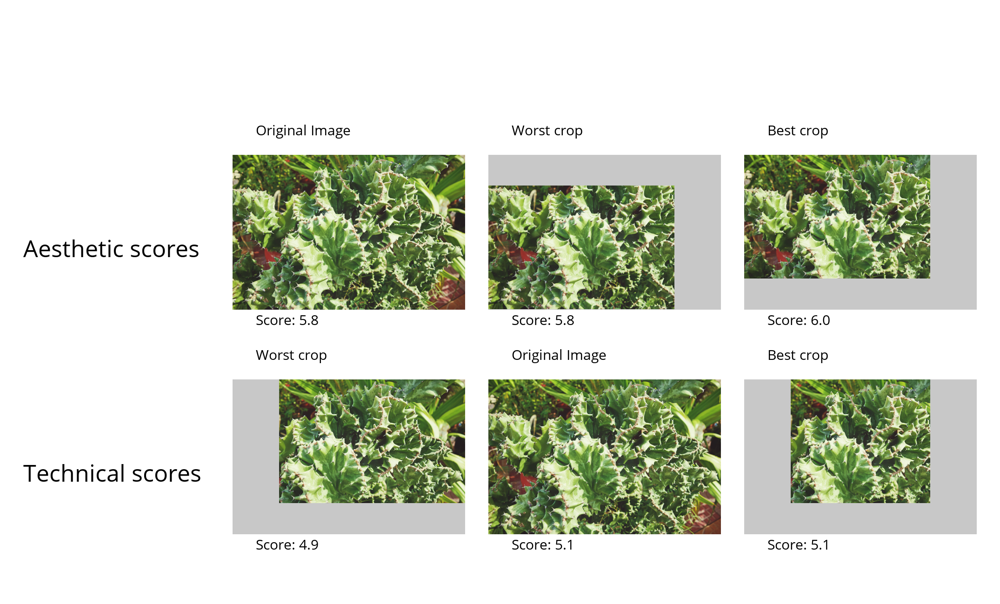 Original Image
Worst crop
Best crop
Aesthetic scores
Score: 5.8
Score: 5.8
Score: 6.0
Worst crop
Original Image
Best crop
Technical scores
Score: 4.9
Score: 5.1
Score: 5.1